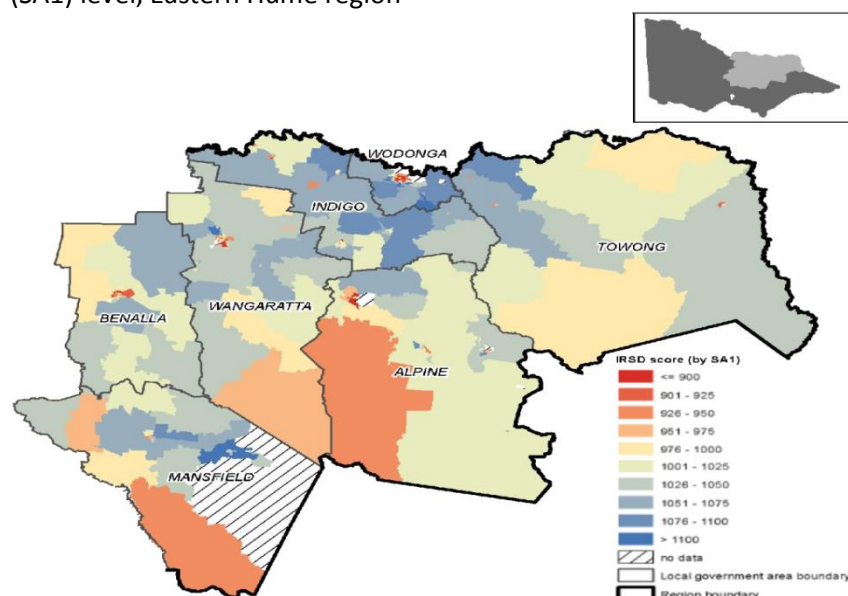 (SA1) level, Eastern Hume region
WODONGA
INDIGO
TOWONG
WANGARATTA
BENALLA
ALPINE
MANSFIELD
IRSD score (by SA1)
<= 900
901 - 925
926 - 950
951 - 975
976 - 1000
1001 - 1025
1026 - 1050
1051 - 1075
1076 - 1100
> 1100
no data
Local government area boundary
Region boundary